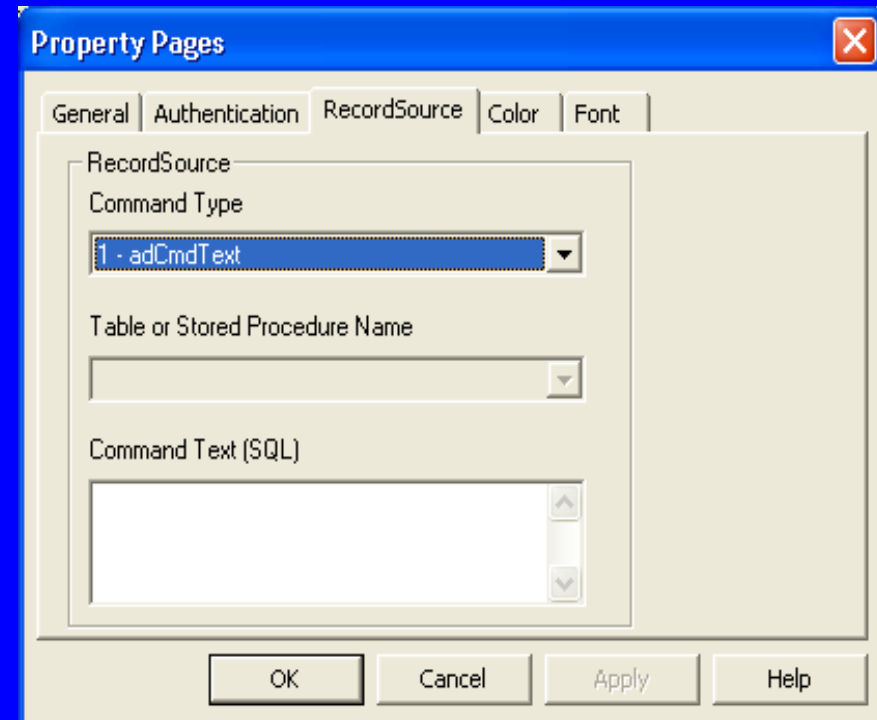 Property Pages
General Authentication RecordSource Color Font
RecordSource
Command Type
1 - adCmdText
Table or Stored Procedure Name
Command Text (SQL)
OK Cancel Apply Help